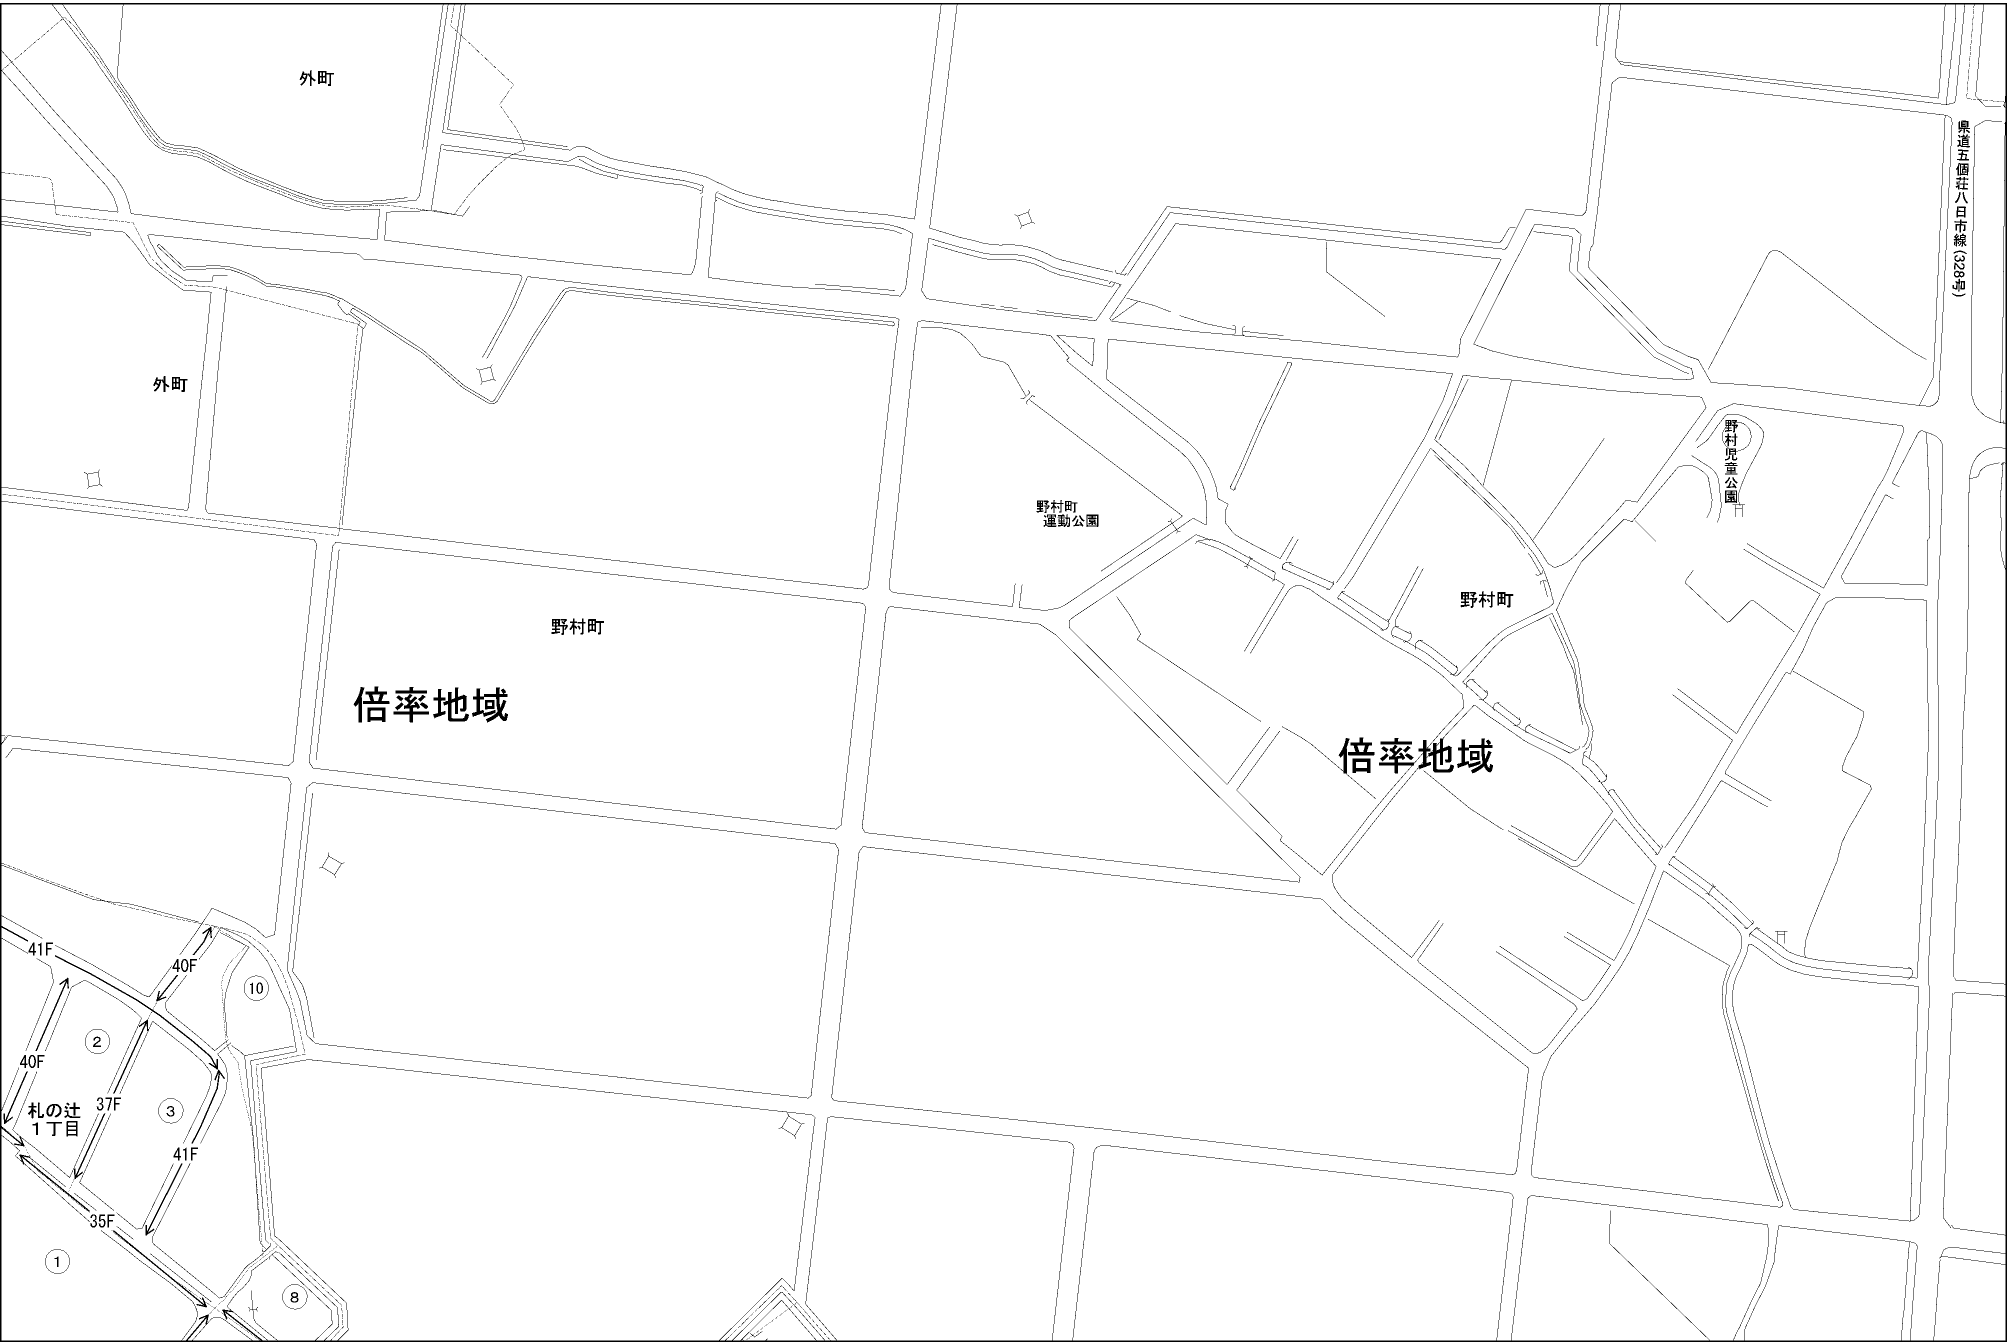 外町
県道五個荘八日市線(328号)
外町
野村児童公園
野村町
運動公園
野村町
野村町
倍率地域
倍率地域
41F
40F
10
2
40F
37F
3
札の辻
1丁目
41F
35F
1
8